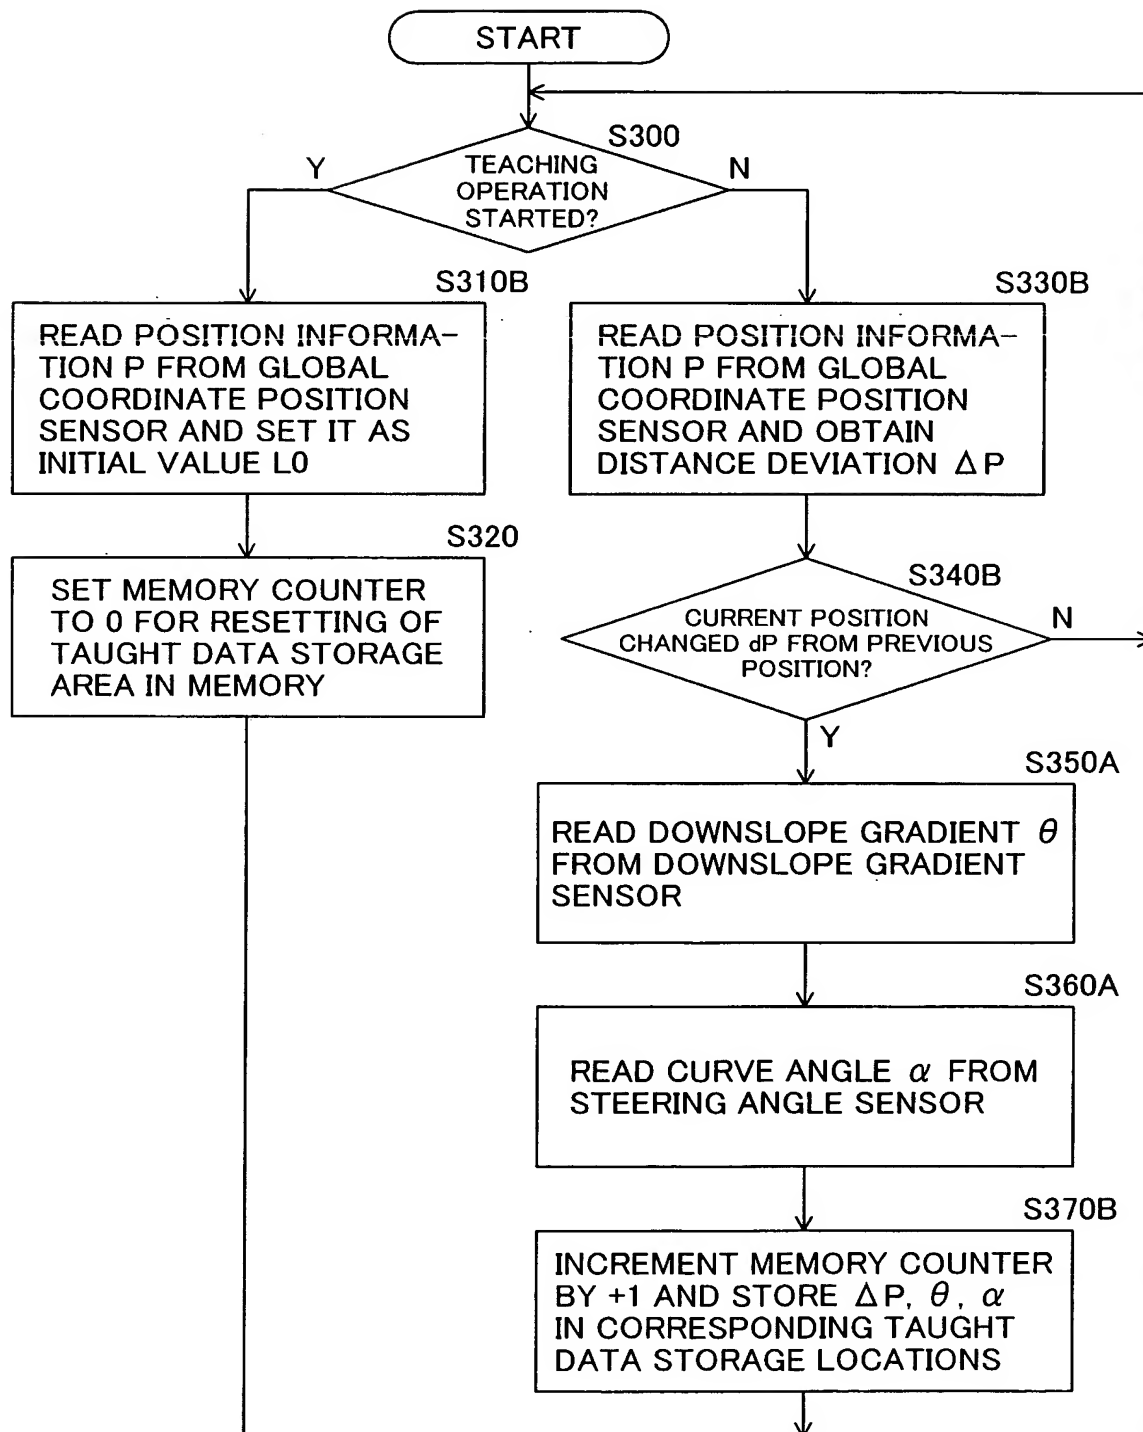 START
S300
Y
TEACHING
OPERATION
STARTED?
N
S310B
READ POSITION INFORMA-
TION P FROM GLOBAL
COORDINATE POSITION
SENSOR AND SET IT AS
INITIAL VALUE L0
S320
SET MEMORY COUNTER
TO 0 FOR RESETTING OF
TAUGHT DATA STORAGE
AREA IN MEMORY
S330B
READ POSITION INFORMA-
TION P FROM GLOBAL
COORDINATE POSITION
SENSOR AND OBTAIN
DISTANCE DEVIATION ΔP
S340B
CURRENT POSITION
CHANGED dP FROM PREVIOUS
POSITION?
N
Y
S350A
READ DOWNSLOPE GRADIENT θ
FROM DOWNSLOPE GRADIENT
SENSOR
S360A
READ CURVE ANGLE α FROM
STEERING ANGLE SENSOR
S370B
INCREMENT MEMORY COUNTER
BY +1 AND STORE ΔP, θ, α
IN CORRESPONDING TAUGHT
DATA STORAGE LOCATIONS